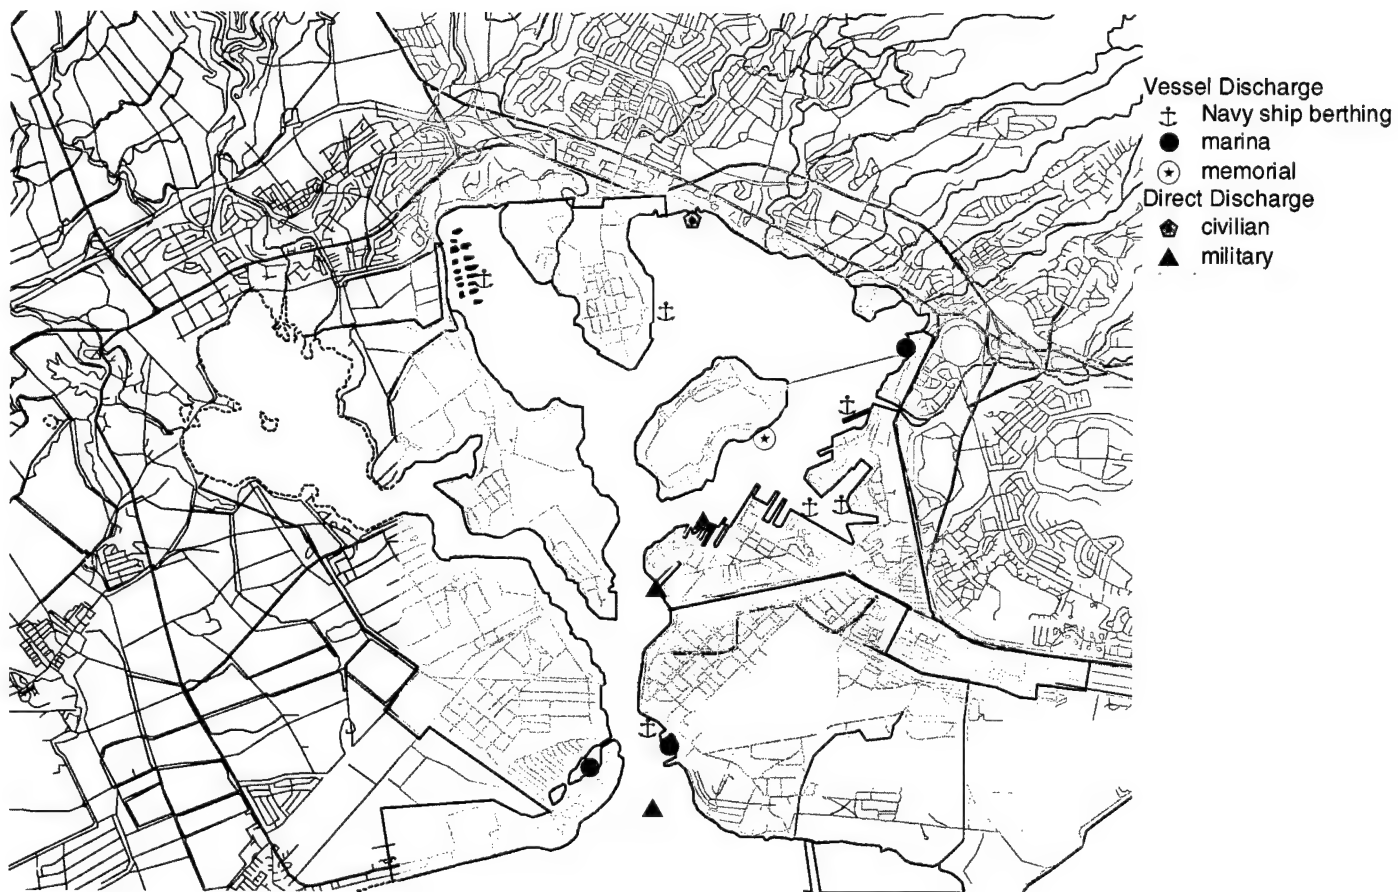 Vessel Discharge
Navy ship berthing
marina
memorial
Direct Discharge
civilian
military